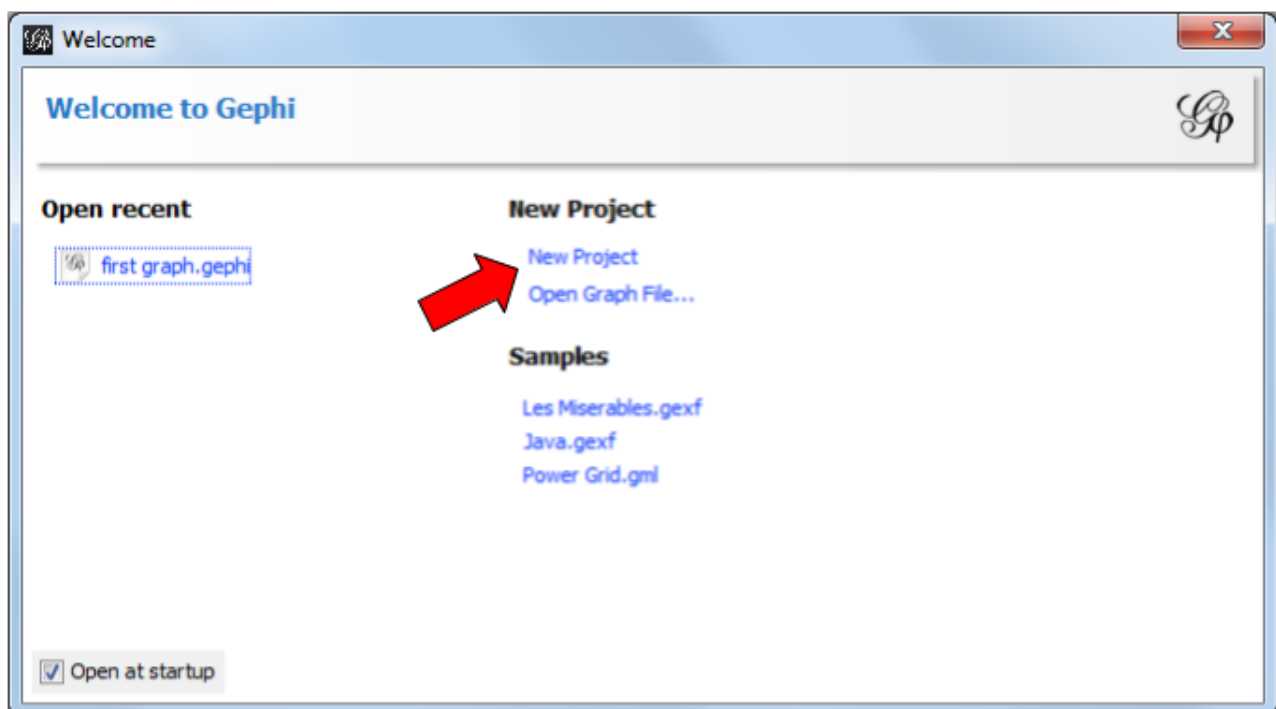 Welcome
Welcome to Gephi
Open recent
first graph.gephi
New Project
New Project
Open Graph File...
Samples
Les Miserables.gexf
Java.gexf
Power Grid.gml
Open at startup